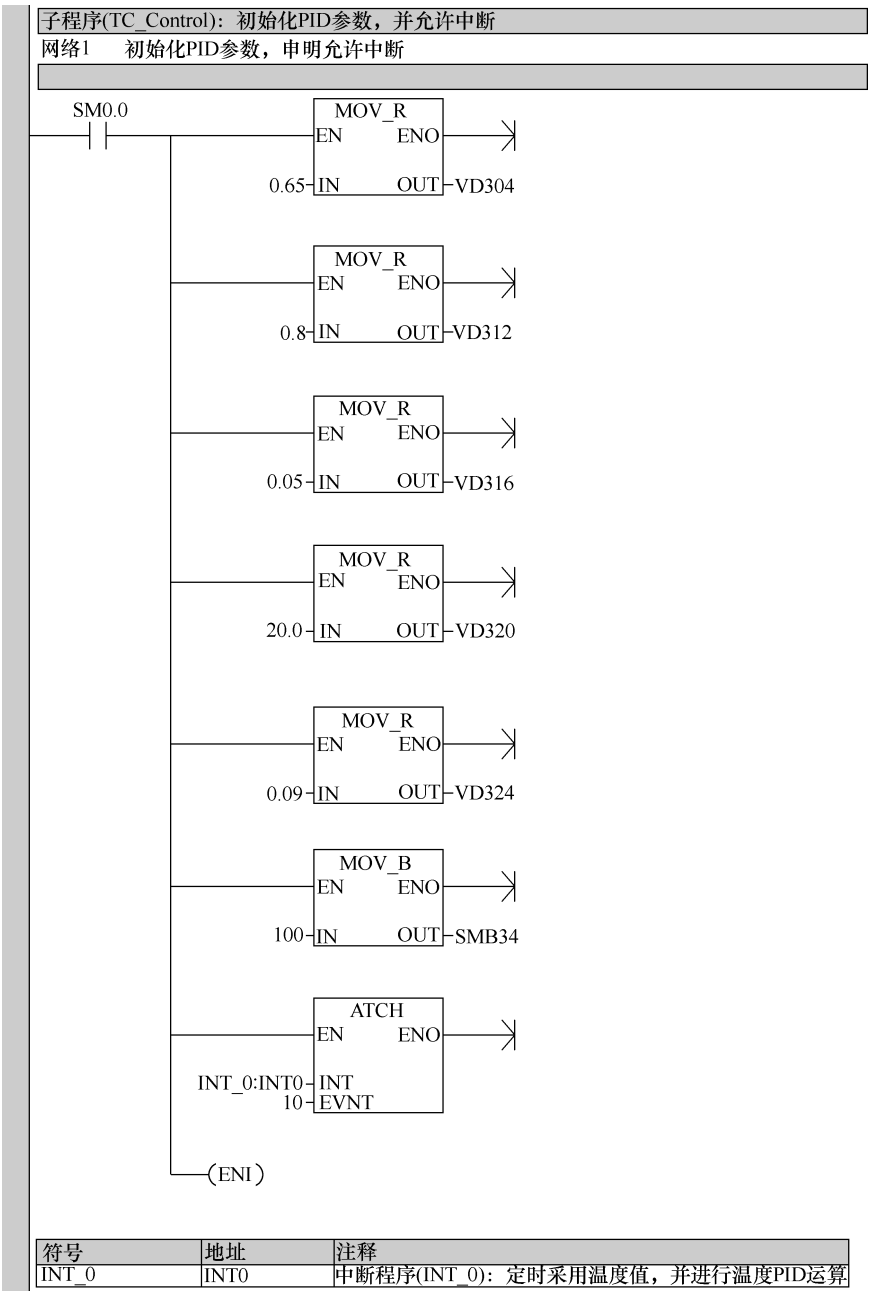 子程序(TC_Control)：初始化PID参数，并允许中断
网络1 初始化PID参数，申明允许中断
SM0.0
MOV_R
EN ENO
0.65 IN OUT VD304
MOV_R
EN ENO
0.8 IN OUT VD312
MOV_R
EN ENO
0.05 IN OUT VD316
MOV_R
EN ENO
20.0 IN OUT VD320
MOV_R
EN ENO
0.09 IN OUT VD324
MOV_B
EN ENO
100 IN OUT SMB34
ATCH
EN ENO
INT_0:INT0 INT
10 EVNT
(ENI)
符号 地址 注释
INT_0 INT0 中断程序(INT_0)：定时采用温度值，并进行温度PID运算